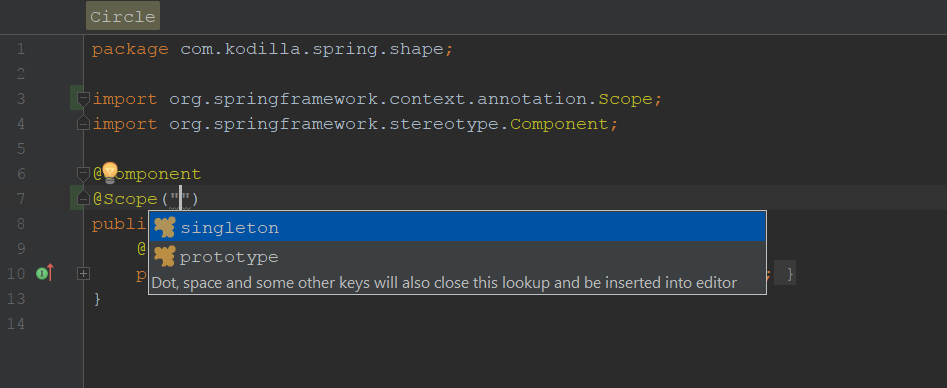 Circle
1 package com.kodilla.spring.shape;
2
3 import org.springframework.context.annotation.Scope;
4 import org.springframework.stereotype.Component;
5
6 @Component
7 @Scope("")
8 publi
singleton
9 @
prototype
10 p ; }
Dot, space and some other keys will also close this lookup and be inserted into editor
13 }
14